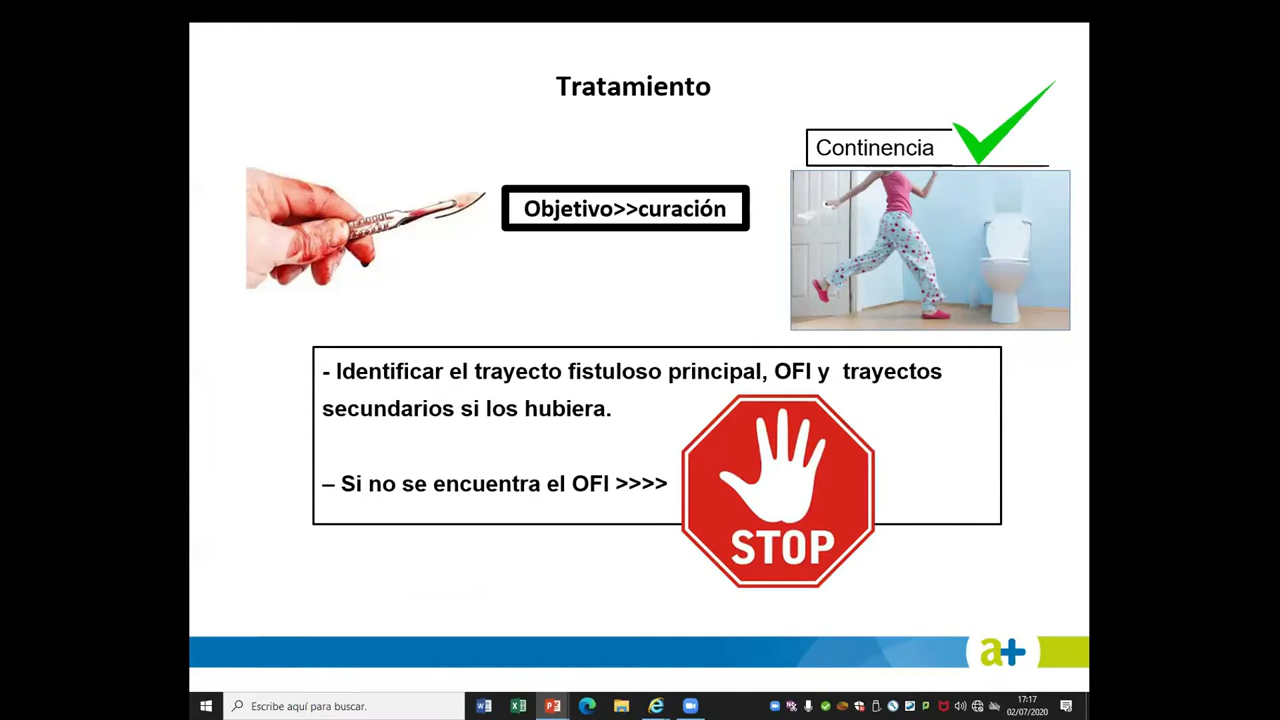 Tratamiento
Continencia
Objetivo>>curación
- Identificar el trayecto fistuloso principal, OFI y  trayectos
secundarios si los hubiera.
– Si no se encuentra el OFI >>>>
STOP
a+
Escribe aquí para buscar.
17:17
02/07/2020